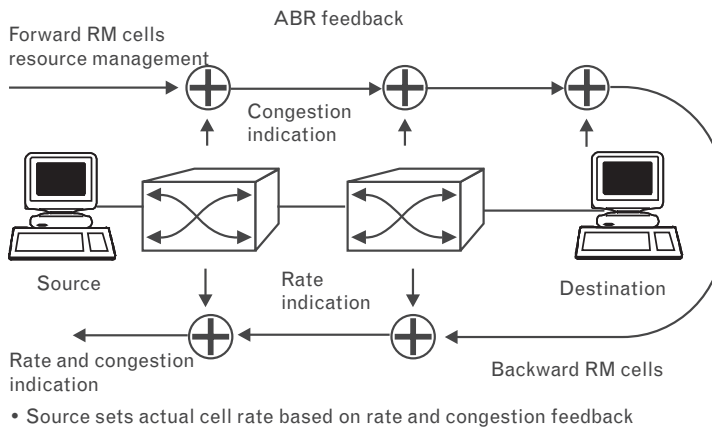 ABR feedback
Forward RM cells
resource management
Congestion
indication
Source
Rate
indication
Destination
Rate and congestion
indication
Backward RM cells
• Source sets actual cell rate based on rate and congestion feedback